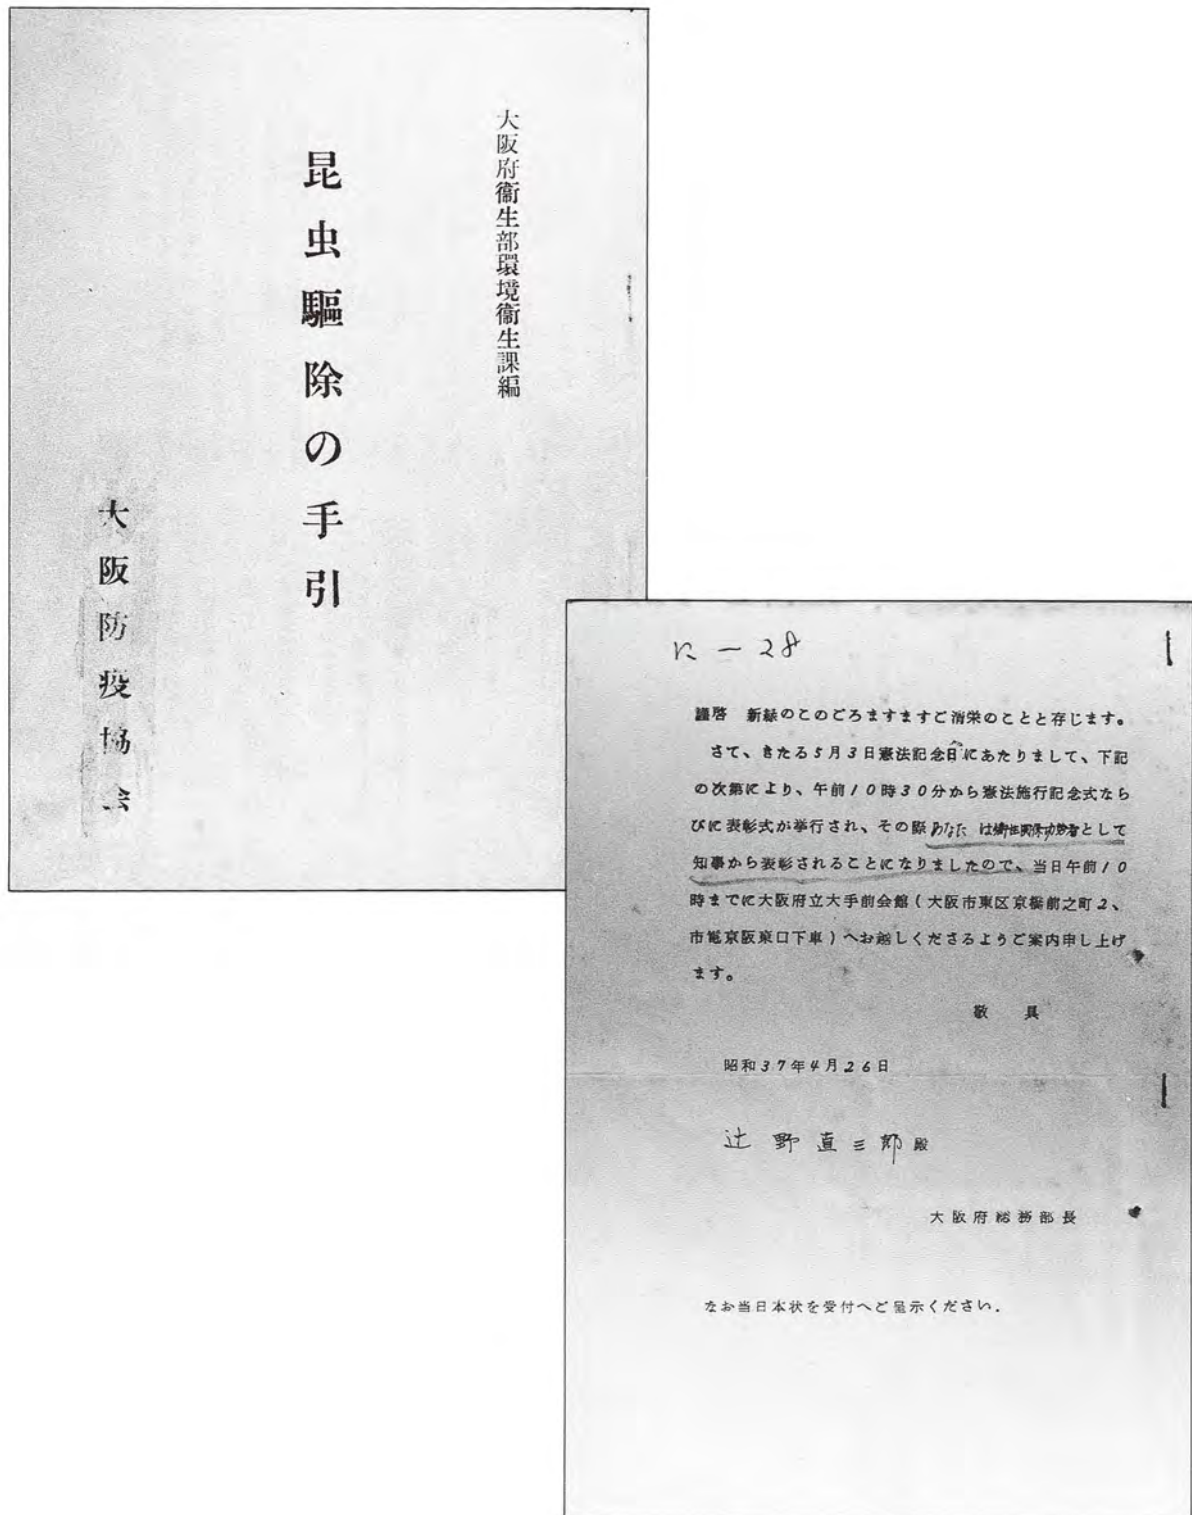 大阪府衞生部環境衞生課編
昆虫驅除の手引
大阪防疫協会
に－28
謹啓　新緑のこのごろますますご清栄のことと存じます。
さて、きたる5月3日憲法記念日にあたりまして、下記
の次第により、午前10時30分から憲法施行記念式なら
びに表彰式が挙行され、その際あなたは衛生関係功労者として
知事から表彰されることになりましたので、当日午前10
時までに大阪府立大手前会館（大阪市東区京橋前之町2、
市電京阪東口下車）へお越しくださるようご案内申し上げ
ます。
敬具
昭和37年4月26日
辻野直三郎殿
大阪府総務部長
なお当日本状を受付へご呈示ください．